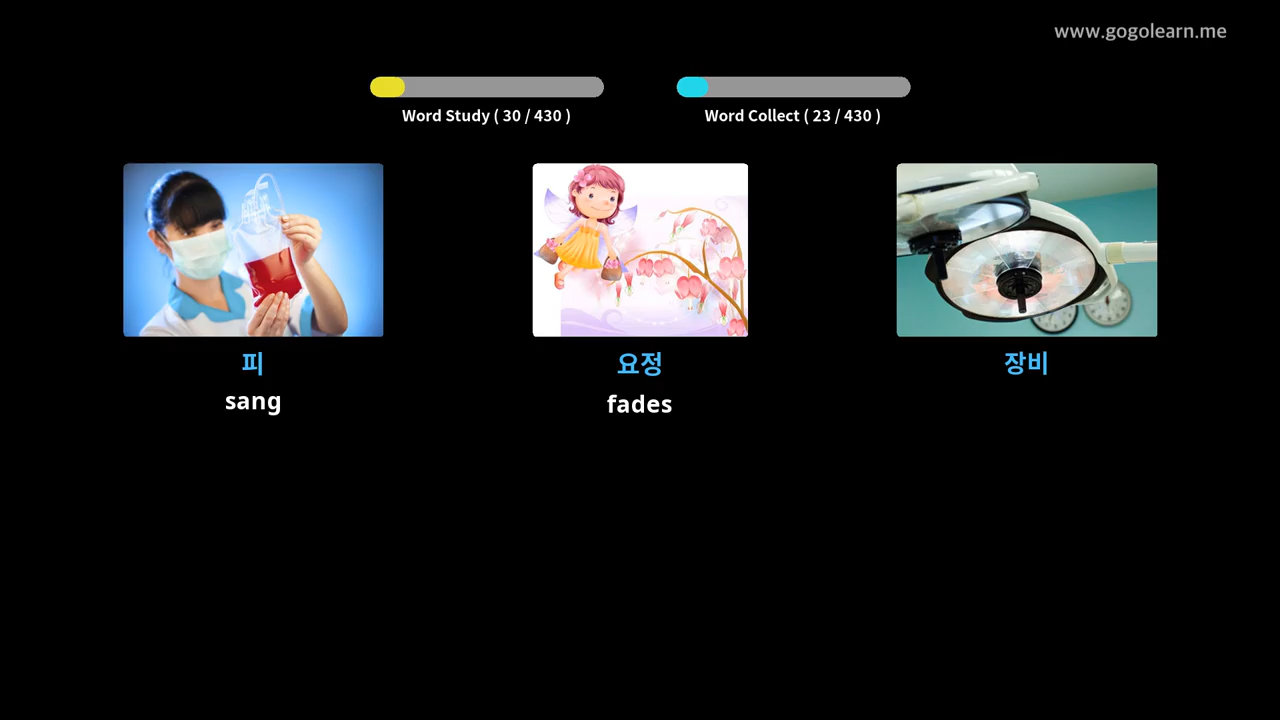 www.gogolearn.me
Word Study ( 30 / 430 )
Word Collect ( 23 / 430 )
피
요정
장비
sang
fades